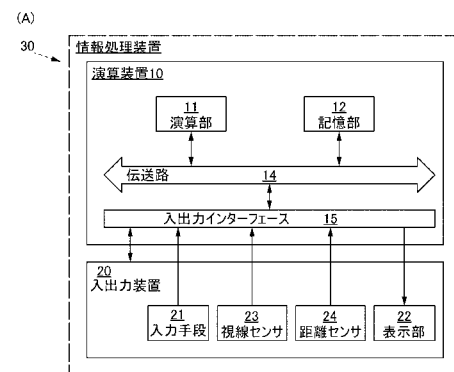 (A)
30
情報処理装置
演算装置10
11
演算部
12
記憶部
伝送路 14
入出力インターフェース 15
20
入出力装置
21
入力手段
23
視線センサ
24
距離センサ
22
表示部